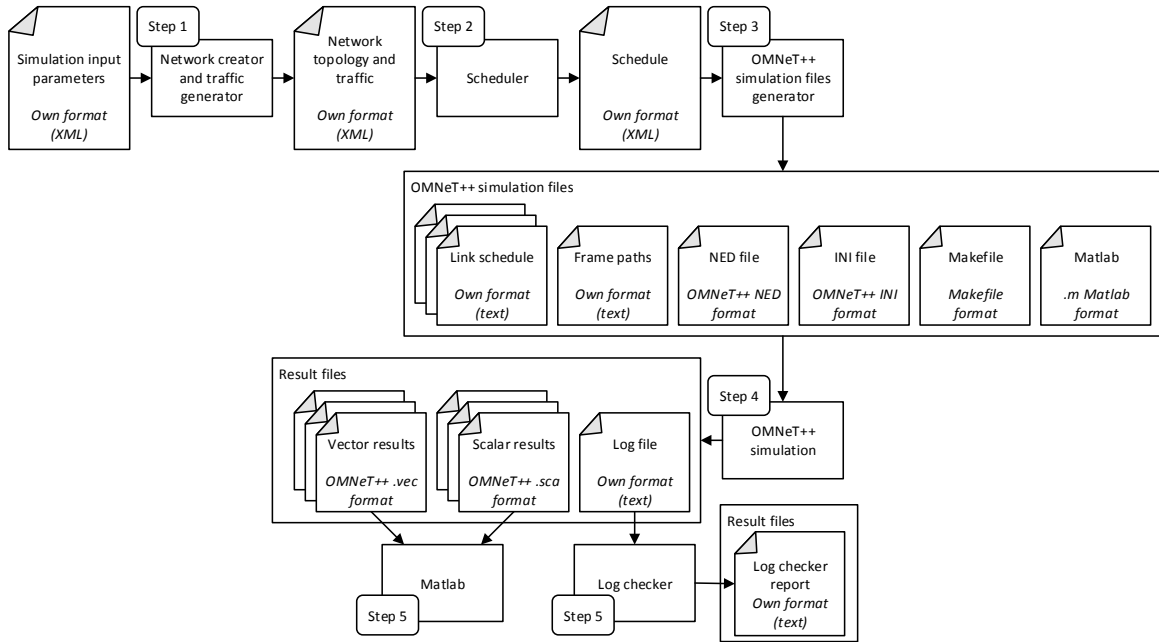 Step 1
Step 2
Step 3
Simulation input
parameters
Own format
(XML)
Network creator
and traffic
generator
Network
topology and
traffic
Own format
(XML)
Scheduler
Schedule
Own format
(XML)
OMNeT++
simulation files
generator
OMNeT++ simulation files
Link schedule
Own format
(text)
Frame paths
Own format
(text)
NED file
OMNeT++ NED
format
INI file
OMNeT++ INI
format
Makefile
Makefile
format
Matlab
.m Matlab
format
Result files
Vector results
OMNeT++ .vec
format
Scalar results
OMNeT++ .sca
format
Log file
Own format
(text)
Step 4
OMNeT++
simulation
Matlab
Step 5
Log checker
Step 5
Result files
Log checker
report
Own format
(text)